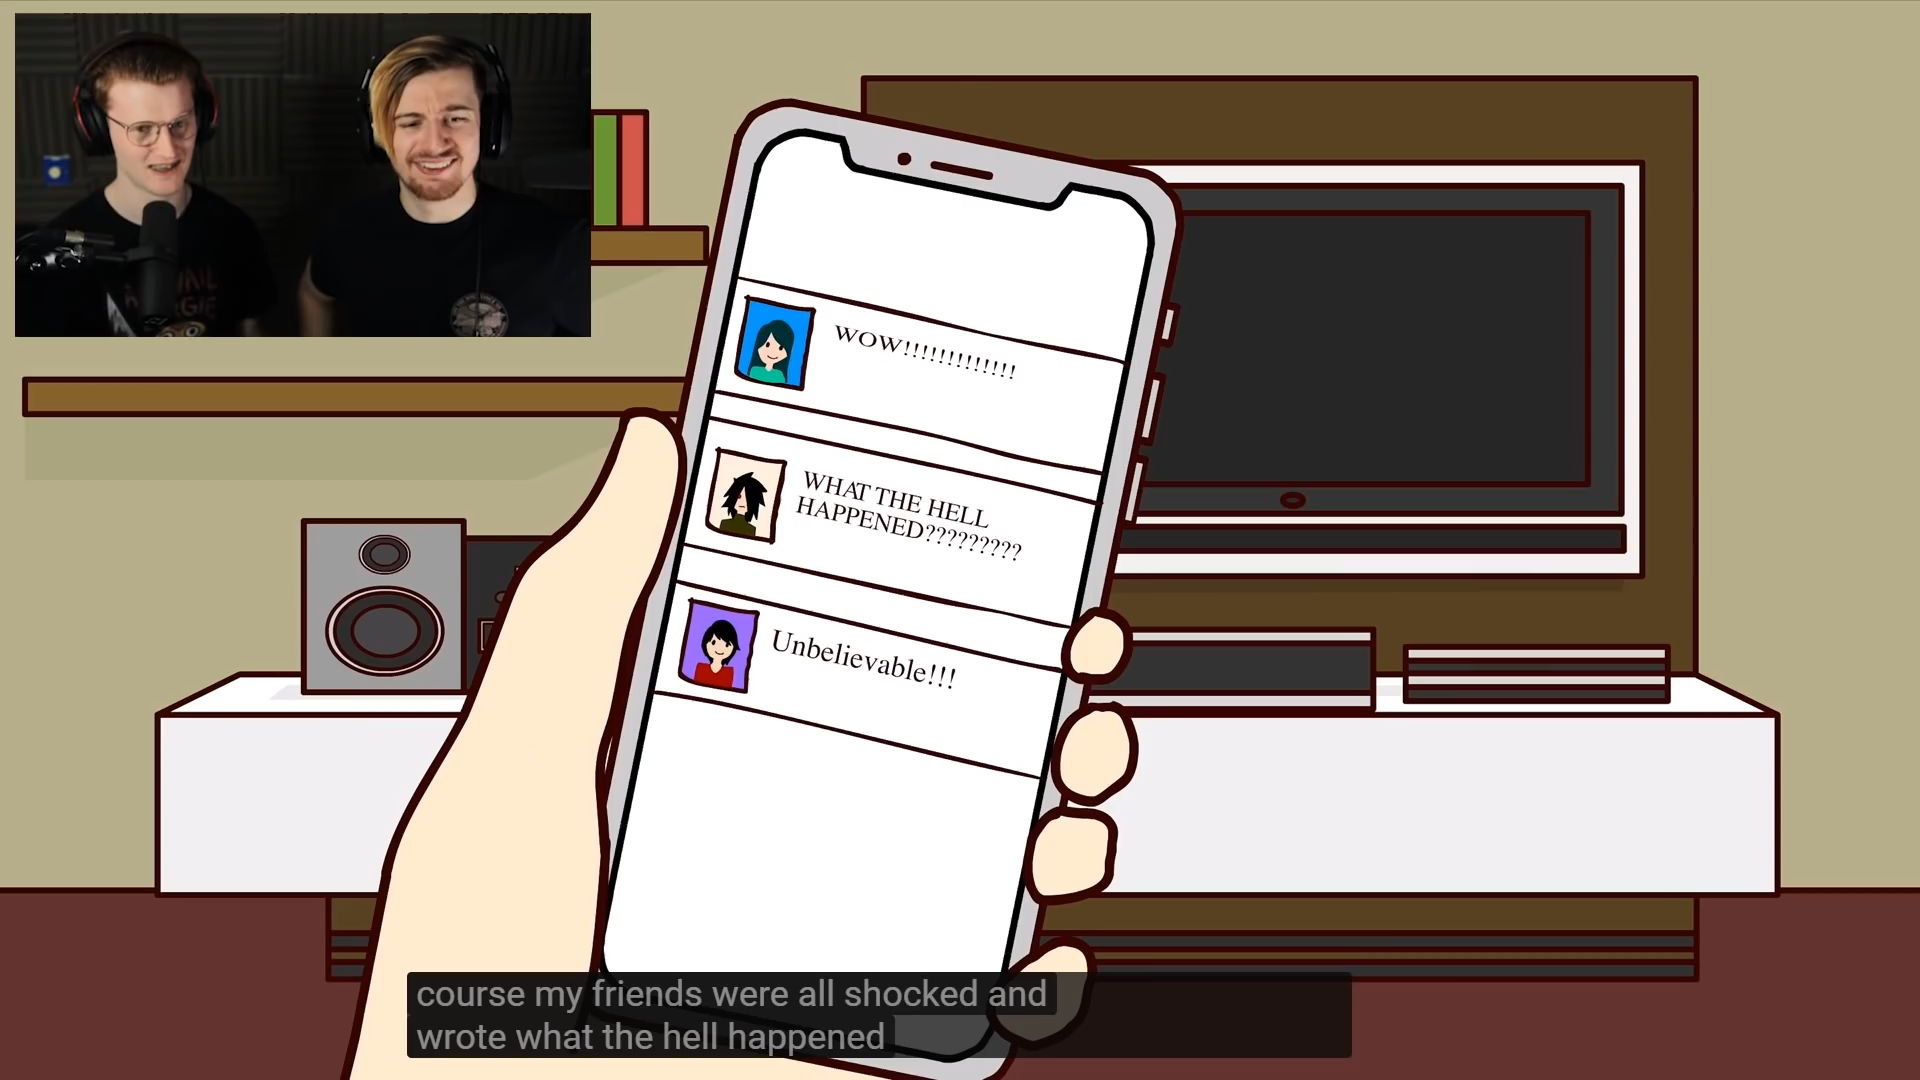 WOW!!!!!!!!!!!!!
WHAT THE HELL
HAPPENED?????????
Unbelievable!!!
course my friends were all shocked and
wrote what the hell happened